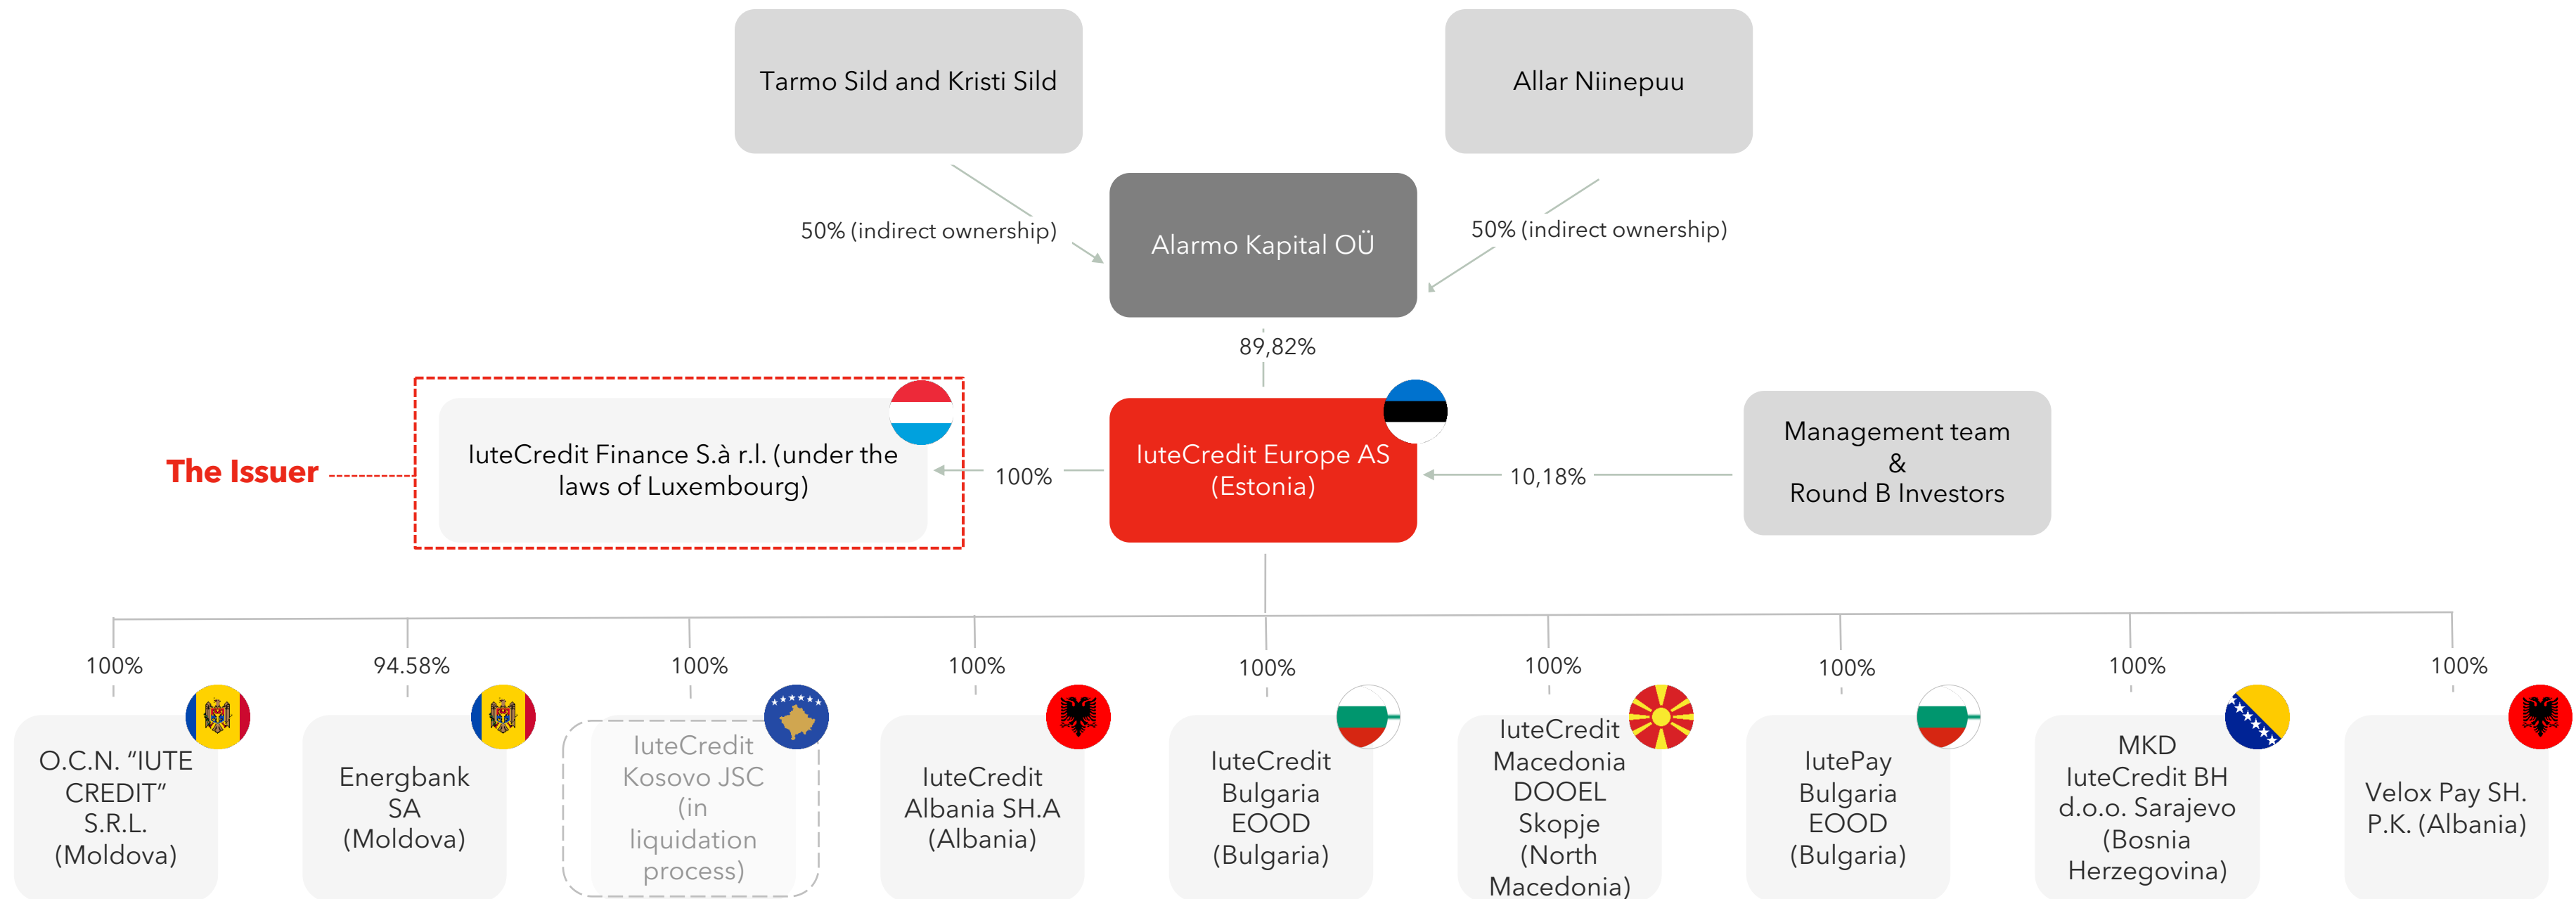 Tarmo Sild and Kristi Sild
Allar Niinepuu
50% (indirect ownership)
50% (indirect ownership)
Alarmo Kapital OÜ
89,82%
The Issuer
IuteCredit Finance S.à r.l. (under the
laws of Luxembourg)
100%
IuteCredit Europe AS
(Estonia)
10,18%
Management team
&
Round B Investors
100%
94.58%
100%
100%
100%
100%
100%
100%
100%
O.C.N. “IUTE
CREDIT”
S.R.L.
(Moldova)
Energbank
SA
(Moldova)
IuteCredit
Kosovo JSC
(in
liquidation
process)
IuteCredit
Albania SH.A
(Albania)
IuteCredit
Bulgaria
EOOD
(Bulgaria)
IuteCredit
Macedonia
DOOEL
Skopje
(North
Macedonia)
IutePay
Bulgaria
EOOD
(Bulgaria)
MKD
IuteCredit BH
d.o.o. Sarajevo
(Bosnia
Herzegovina)
Velox Pay SH.
P.K. (Albania)